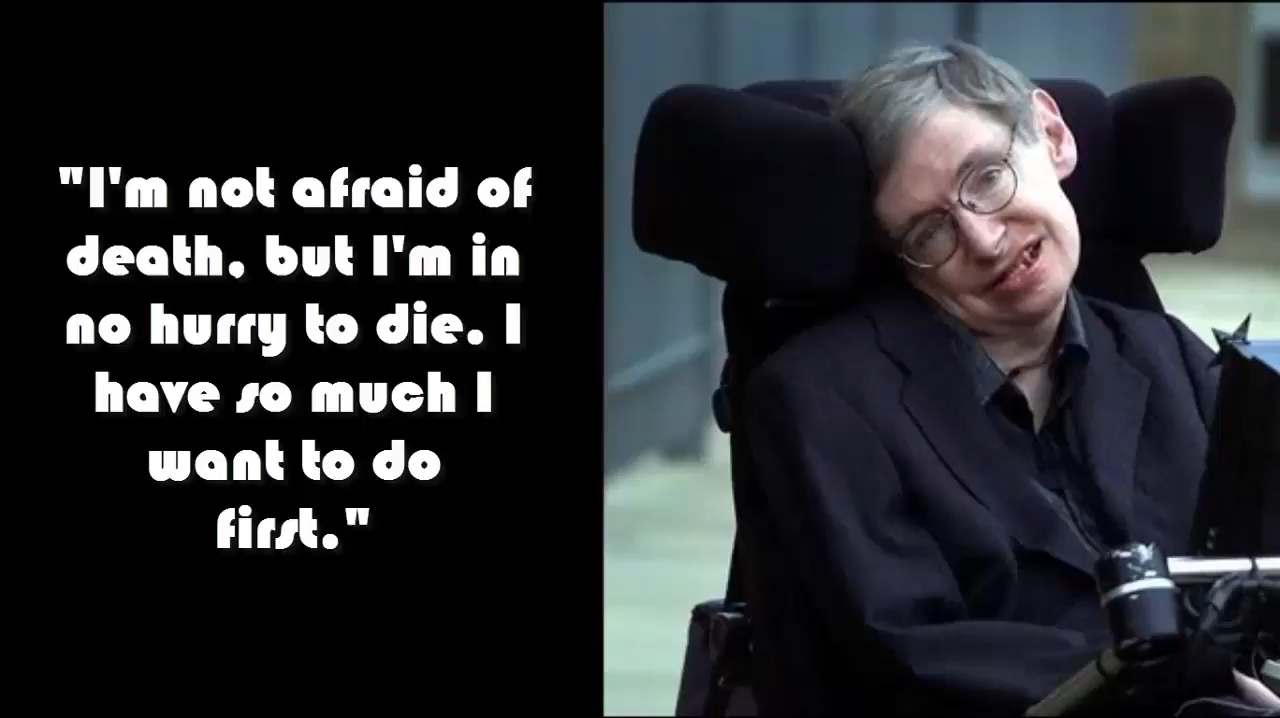 "I'm not afraid of
death, but I'm in
no hurry to die. I
have so much I
want to do
first."